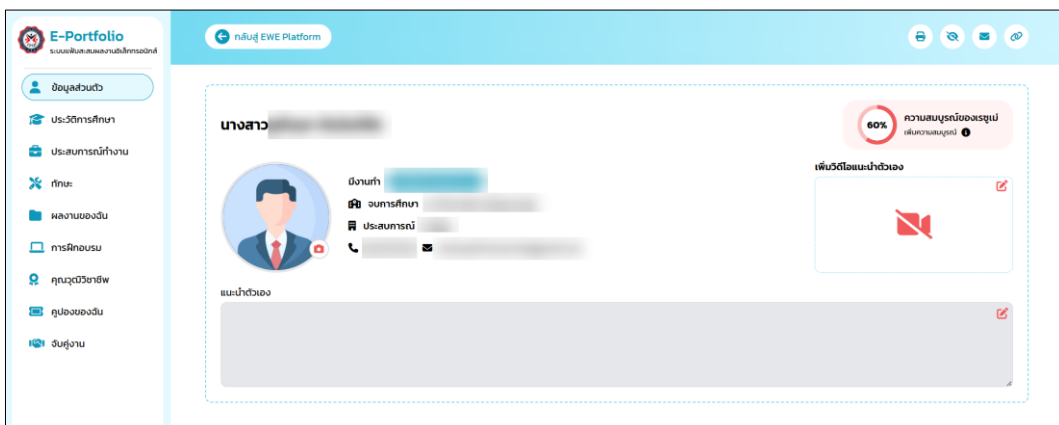 E-Portfolio
ระบบแฟ้มสะสมผลงานอิเล็กทรอนิกส์
กลับสู่ EWE Platform
ข้อมูลส่วนตัว
ประวัติการศึกษา
ประสบการณ์ทำงาน
ทักษะ
ผลงานของฉัน
การฝึกอบรม
คุณวุฒิวิชาชีพ
คูปองของฉัน
จับคู่งาน
นางสาว
60%
ความสมบูรณ์ของเรซูเม่
เพิ่มความสมบูรณ์
มีงานทำ
จบการศึกษา
ประสบการณ์
เพิ่มวิดีโอแนะนำตัวเอง
แนะนำตัวเอง